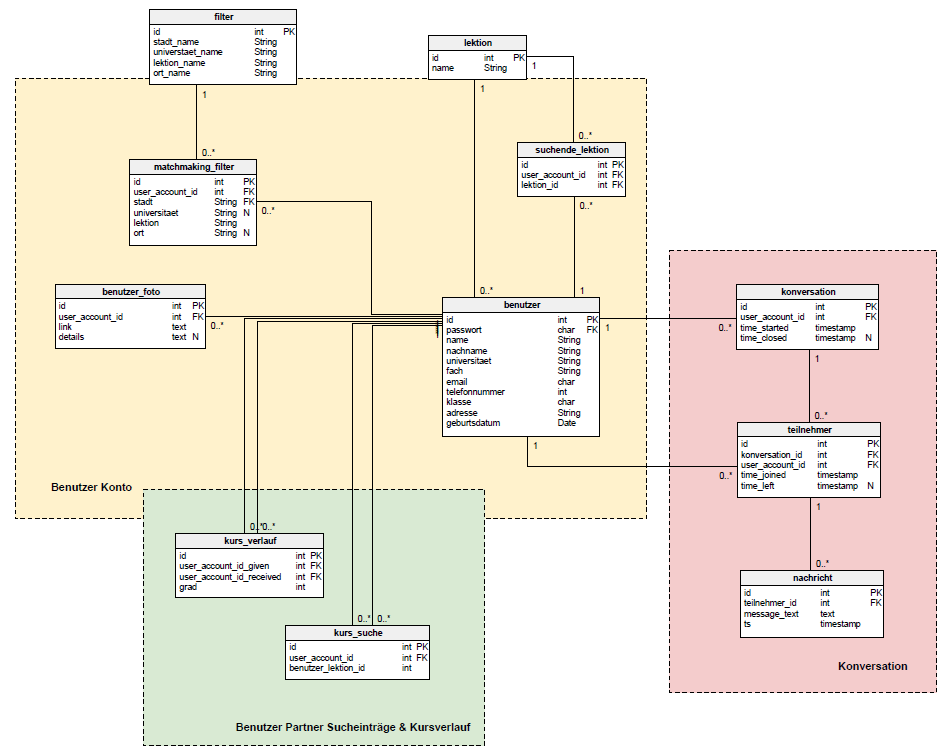 filter
id int PK
stadt_name String
universtaet_name String
lektion_name String
ort_name String
1
lektion
id int PK
name String
1
1
0..*
matchmaking_filter
id int PK
user_account_id int FK
stadt String FK
universitaet String N
lektion String
ort String N
0..*
0..*
suchende_lektion
id int PK
user_account_id int FK
lektion_id int FK
0..*
benutzer_foto
id int PK
user_account_id int FK
link text
details text N
0..*
0..*
1
benutzer
id int PK
passwort char FK
name String
nachname String
universitaet String
fach String
email char
telefonnummer int
klasse char
adresse String
geburtsdatum Date
1
1
konversation
id int PK
user_account_id int FK
time_started timestamp
time_closed timestamp N
0..*
1
0..*
teilnehmer
id int PK
konversation_id int FK
user_account_id int FK
time_joined timestamp
time_left timestamp N
0..*
1
0..*
nachricht
id int PK
teilnehmer_id int FK
message_text text
ts timestamp
Konversation
Benutzer Konto
0..*0..*
kurs_verlauf
id int PK
user_account_id_given int FK
user_account_id_received int FK
grad int
0..* 0..*
kurs_suche
id int PK
user_account_id int FK
benutzer_lektion_id int
Benutzer Partner Sucheinträge & Kursverlauf